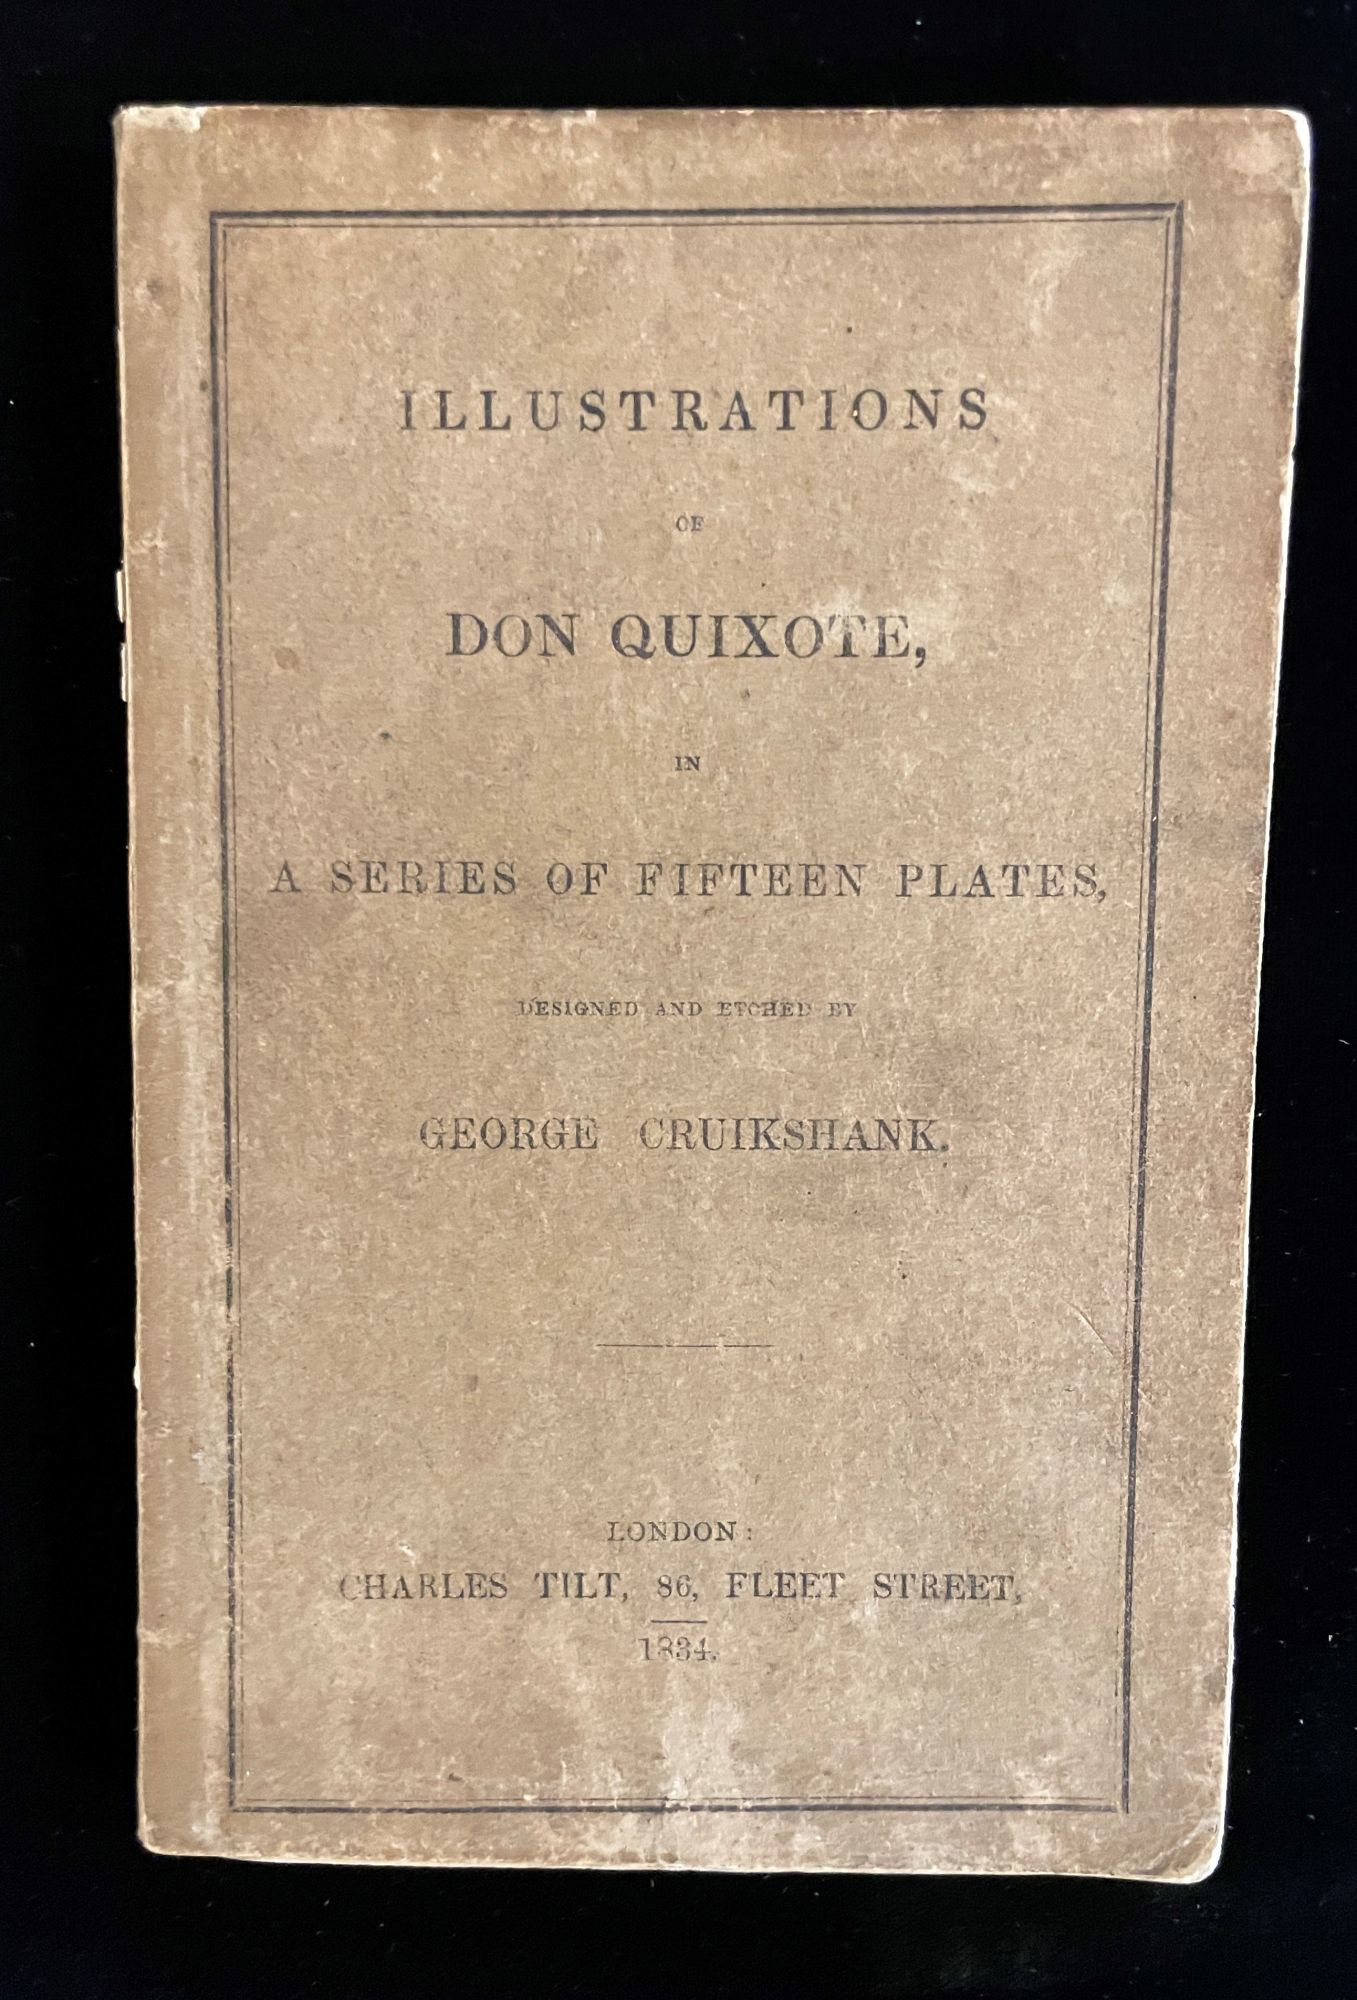 ILLUSTRATIONS
OF
DON QUIXOTE,
IN
A SERIES OF FIFTEEN PLATES,
DESIGNED AND ETCHED BY
GEORGE CRUIKSHANK.
LONDON:
CHARLES TILT, 86, FLEET STREET,
1834.